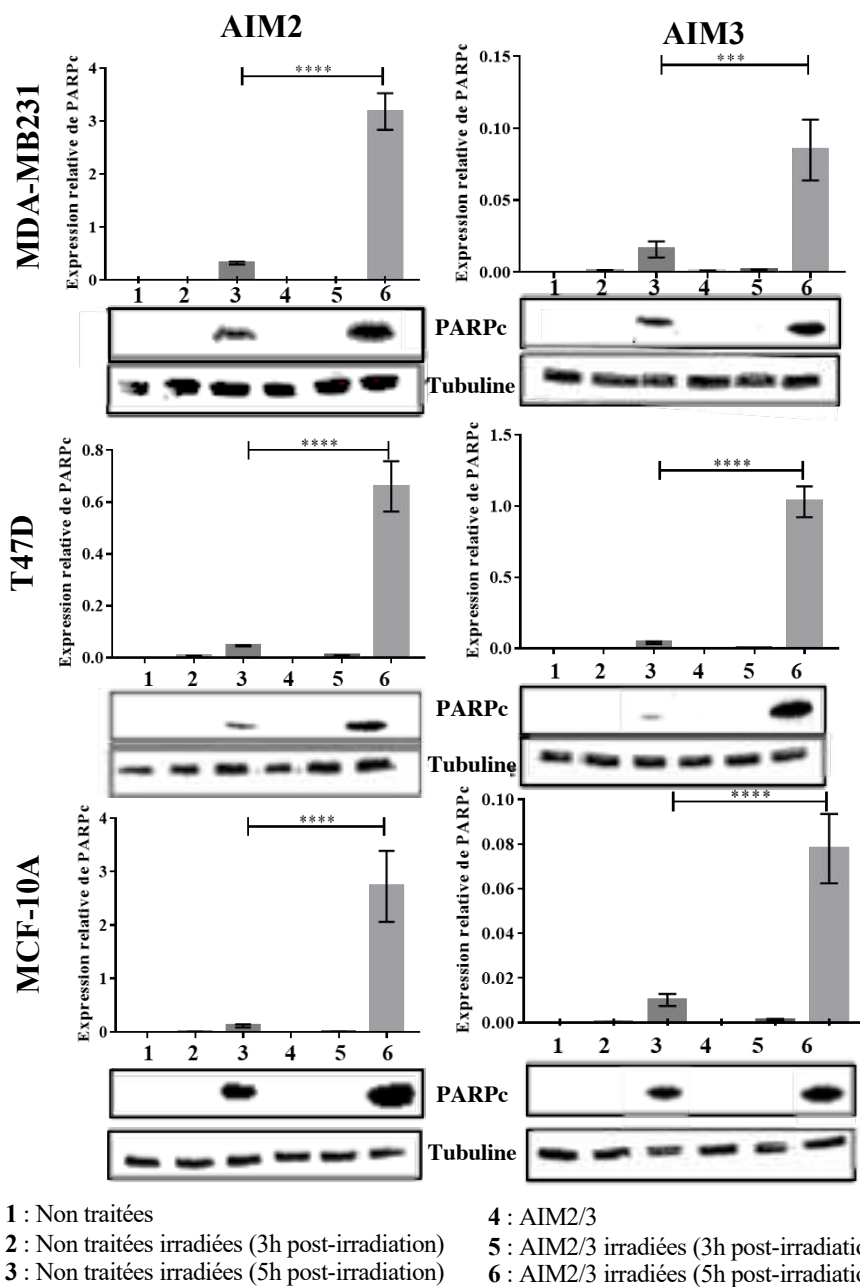 AIM2
AIM3
MDA-MB231
Expression relative de PARPc
4
3
2
1
0
****
1 2 3 4 5 6
Expression relative de PARPc
0.15
0.10
0.05
0.00
***
1 2 3 4 5 6
PARPc
Tubuline
T47D
Expression relative de PARPc
0.8
0.6
0.4
0.2
0.0
****
1 2 3 4 5 6
Expression relative de PARPc
1.5
1.0
0.5
0.0
****
1 2 3 4 5 6
PARPc
Tubuline
MCF-10A
Expression relative de PARPc
4
3
2
1
0
****
1 2 3 4 5 6
Expression relative de PARPc
0.10
0.08
0.06
0.04
0.02
0.00
****
1 2 3 4 5 6
PARPc
Tubuline
1 : Non traitées
2 : Non traitées irradiées (3h post-irradiation)
3 : Non traitées irradiées (5h post-irradiation)
4 : AIM2/3
5 : AIM2/3 irradiées (3h post-irradiatio
6 : AIM2/3 irradiées (5h post-irradiatio